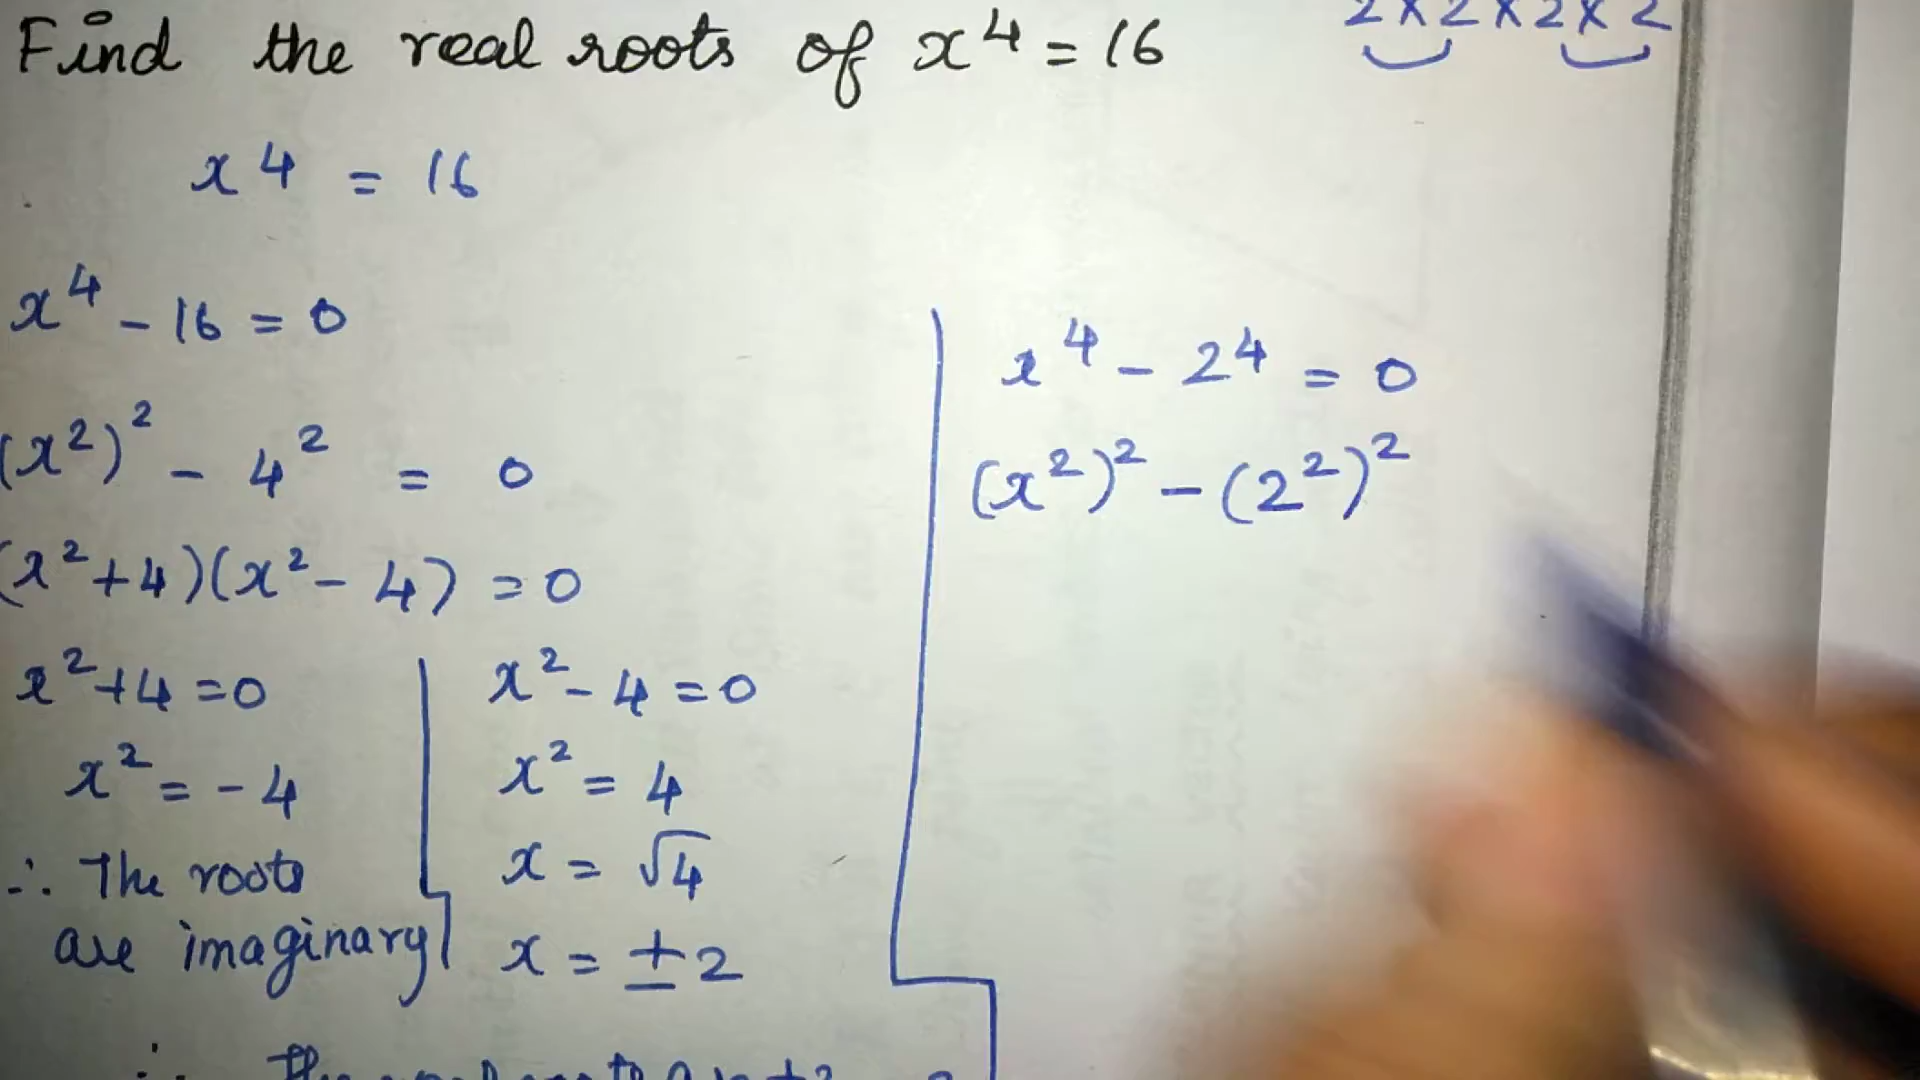 Find the real roots of x⁴ = 16
2 x 2 x 2 x 2
x⁴ = 16
x⁴ - 16 = 0
(x²)² - 4² = 0
(x² + 4)(x² - 4) = 0
x² + 4 = 0
x² = - 4
∴ The roots
are imaginary
x² - 4 = 0
x² = 4
x = √4
x = ± 2
x⁴ - 2⁴ = 0
(x²)² - (2²)²